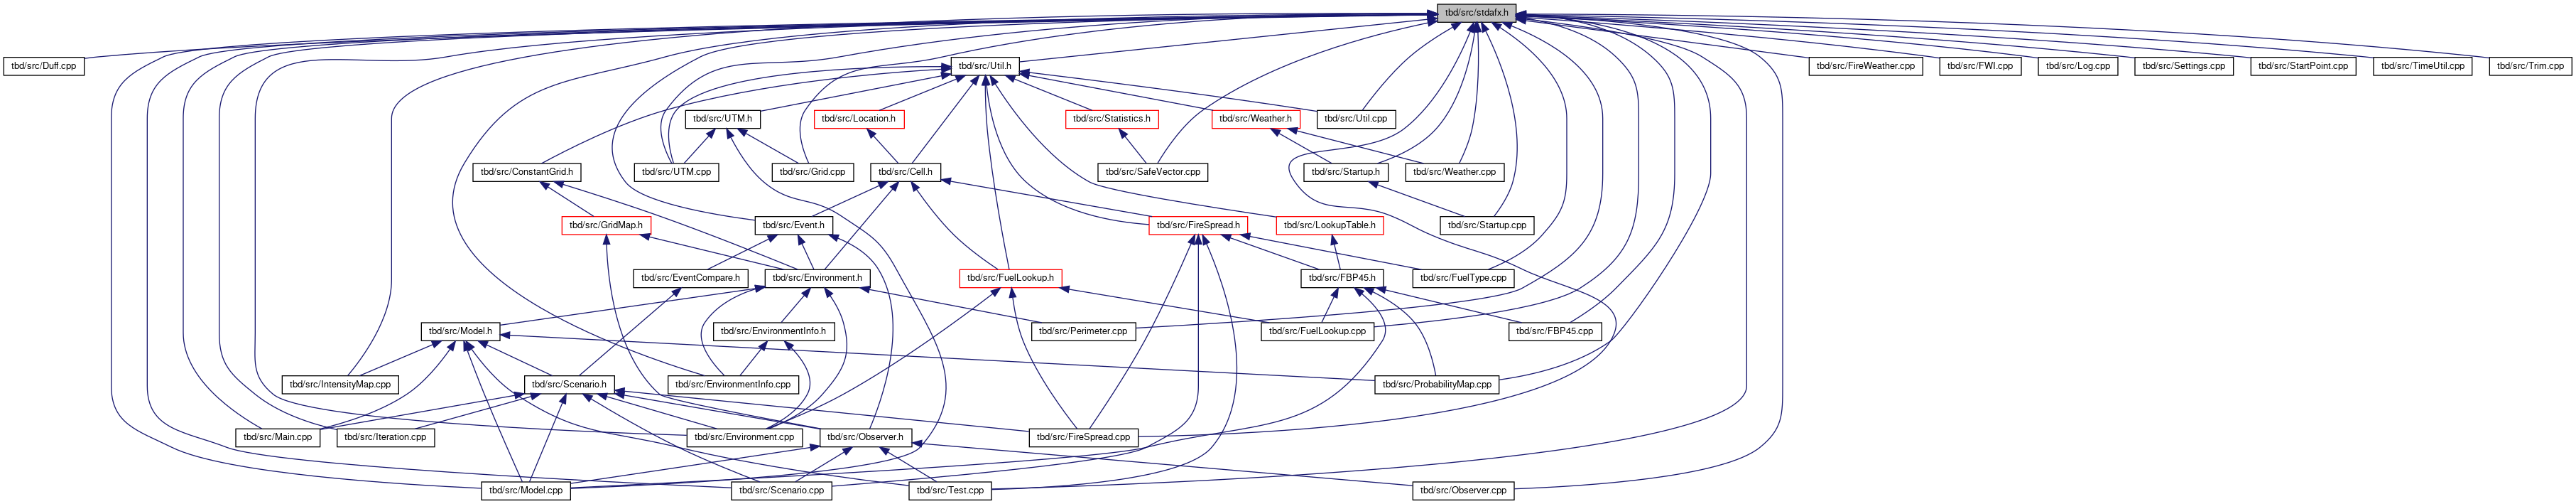 tbd/src/stdafx.h
tbd/src/Duff.cpp
tbd/src/Util.h
tbd/src/FireWeather.cpp
tbd/src/FWI.cpp
tbd/src/Log.cpp
tbd/src/Settings.cpp
tbd/src/StartPoint.cpp
tbd/src/TimeUtil.cpp
tbd/src/Trim.cpp
tbd/src/UTM.h
tbd/src/Location.h
tbd/src/Statistics.h
tbd/src/Weather.h
tbd/src/Util.cpp
tbd/src/ConstantGrid.h
tbd/src/UTM.cpp
tbd/src/Grid.cpp
tbd/src/Cell.h
tbd/src/SafeVector.cpp
tbd/src/Startup.h
tbd/src/Weather.cpp
tbd/src/GridMap.h
tbd/src/Event.h
tbd/src/FireSpread.h
tbd/src/LookupTable.h
tbd/src/Startup.cpp
tbd/src/EventCompare.h
tbd/src/Environment.h
tbd/src/FuelLookup.h
tbd/src/FBP45.h
tbd/src/FuelType.cpp
tbd/src/Model.h
tbd/src/EnvironmentInfo.h
tbd/src/Perimeter.cpp
tbd/src/FuelLookup.cpp
tbd/src/FBP45.cpp
tbd/src/IntensityMap.cpp
tbd/src/Scenario.h
tbd/src/EnvironmentInfo.cpp
tbd/src/ProbabilityMap.cpp
tbd/src/Main.cpp
tbd/src/Iteration.cpp
tbd/src/Environment.cpp
tbd/src/Observer.h
tbd/src/FireSpread.cpp
tbd/src/Model.cpp
tbd/src/Scenario.cpp
tbd/src/Test.cpp
tbd/src/Observer.cpp